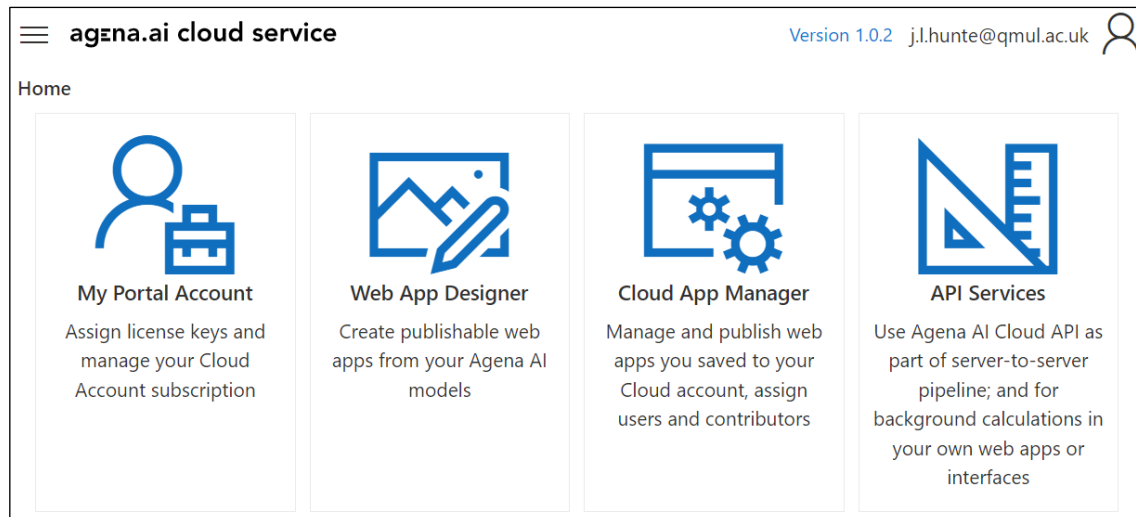 agena.ai cloud service
Version 1.0.2 j.l.hunte@qmul.ac.uk
Home
My Portal Account
Assign license keys and
manage your Cloud
Account subscription
Web App Designer
Create publishable web
apps from your Agena AI
models
Cloud App Manager
Manage and publish web
apps you saved to your
Cloud account, assign
users and contributors
API Services
Use Agena AI Cloud API as
part of server-to-server
pipeline; and for
background calculations in
your own web apps or
interfaces